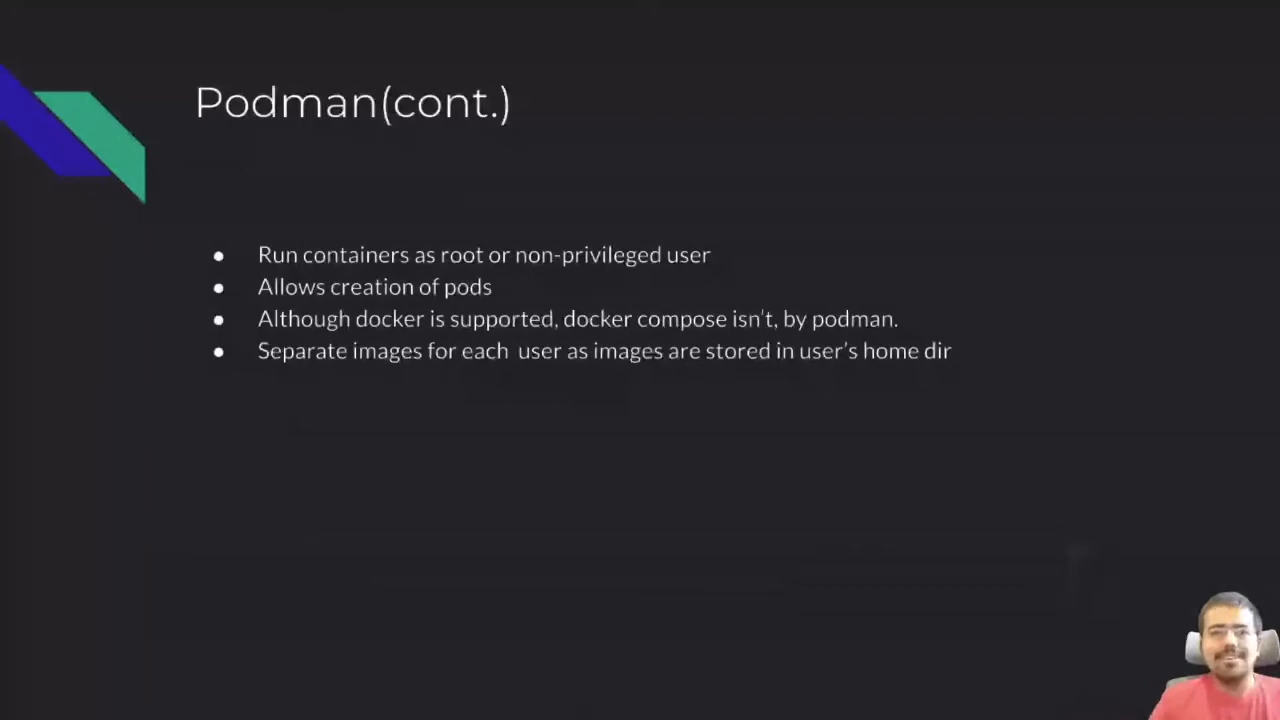 Podman(cont.)
● Run containers as root or non-privileged user
● Allows creation of pods
● Although docker is supported, docker compose isn't, by podman.
● Separate images for each user as images are stored in user's home dir